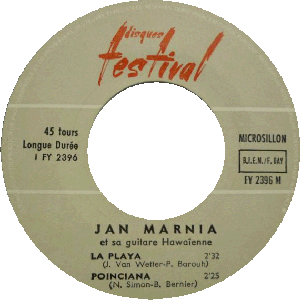 disques
festival
45 tours
Longue Durée
1 FY 2396
MICROSILLON
B.I.E.M./F. DAY
FY 2396 M
JAN MARNIA
et sa guitare Hawaïenne
LA PLAYA 2'32
(J. Van Wetter-P. Barouh)
POINCIANA 2'25
(N. Simon-B. Bernier)